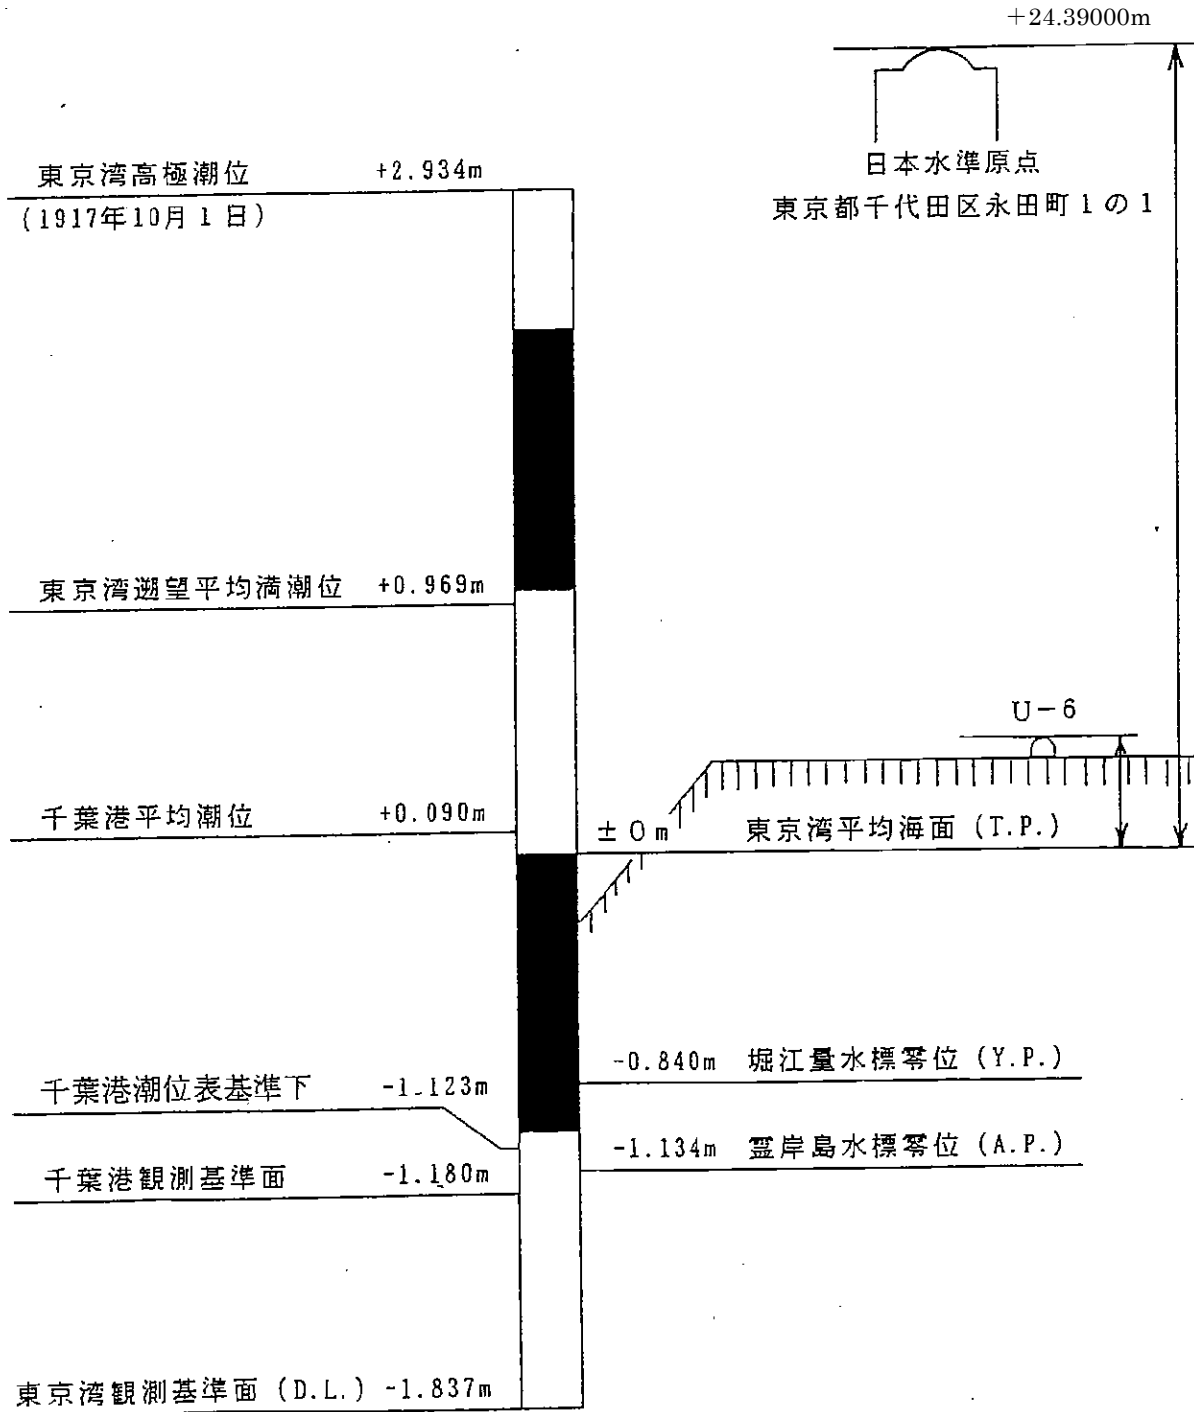 +24.39000m
日本水準原点
東京都千代田区永田町1の1
東京湾高極潮位 +2.934m
(1917年10月1日)
東京湾遡望平均満潮位 +0.969m
U-6
千葉港平均潮位 +0.090m
±0m 東京湾平均海面 (T.P.)
-0.840m 堀江量水標零位 (Y.P.)
千葉港潮位表基準下 -1.123m
-1.134m 霊岸島水標零位 (A.P.)
千葉港観測基準面 -1.180m
東京湾観測基準面 (D.L.) -1.837m